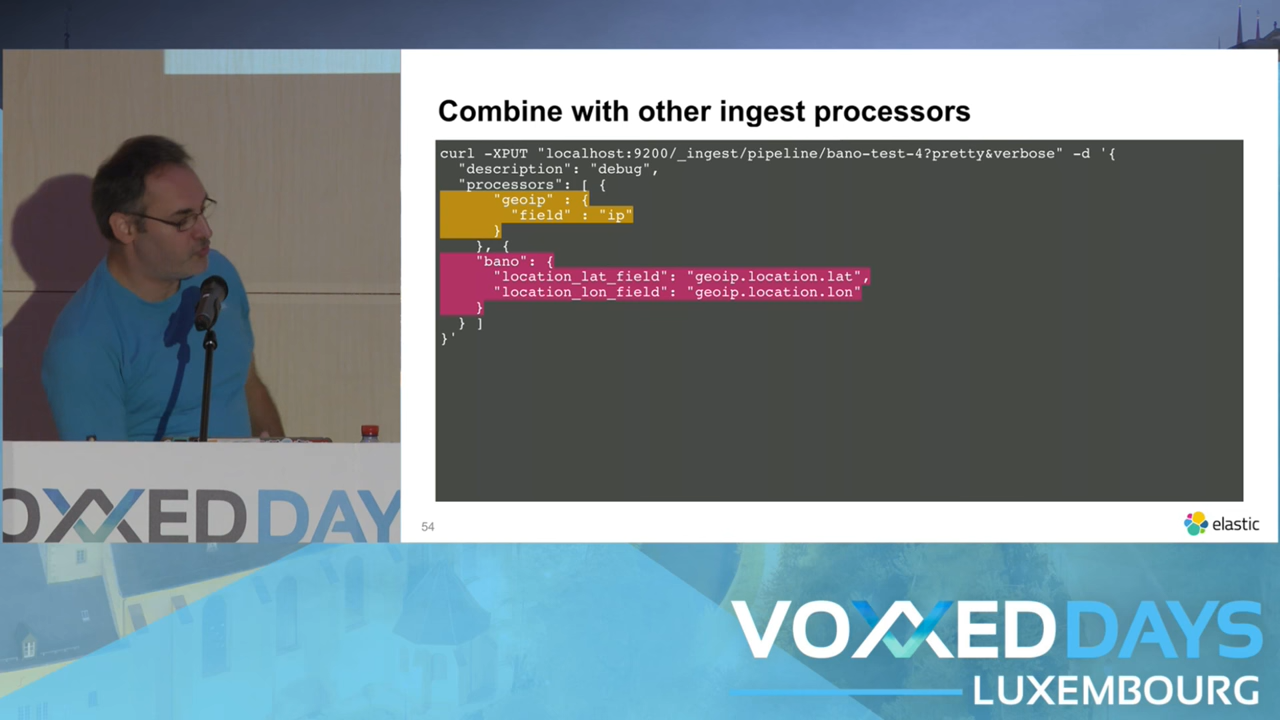 Combine with other ingest processors
curl -XPUT "localhost:9200/_ingest/pipeline/bano-test-4?pretty&verbose" -d '{
"description": "debug",
"processors": [ {
"geoip" : {
"field" : "ip"
}
}, {
"bano": {
"location_lat_field": "geoip.location.lat",
"location_lon_field": "geoip.location.lon"
}
} ]
}'
54
elastic
VOXXED DAYS
VOXXED DAYS
LUXEMBOURG